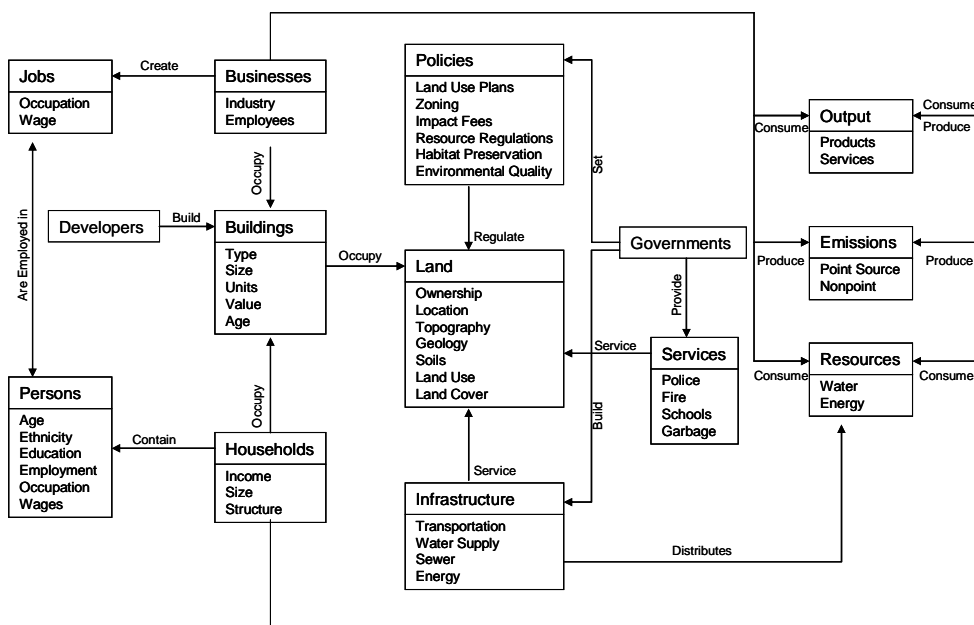 Jobs
Occupation
Wage
Create
Businesses
Industry
Employees
Policies
Land Use Plans
Zoning
Impact Fees
Resource Regulations
Habitat Preservation
Environmental Quality
Consume
Output
Products
Services
Consume
Produce
Occupy
Set
Are Employed in
Developers
Build
Buildings
Type
Size
Units
Value
Age
Occupy
Regulate
Land
Ownership
Location
Topography
Geology
Soils
Land Use
Land Cover
Governments
Provide
Produce
Emissions
Point Source
Nonpoint
Produce
Service
Services
Police
Fire
Schools
Garbage
Consume
Resources
Water
Energy
Consume
Build
Persons
Age
Ethnicity
Education
Employment
Occupation
Wages
Contain
Occupy
Households
Income
Size
Structure
Service
Infrastructure
Transportation
Water Supply
Sewer
Energy
Distributes